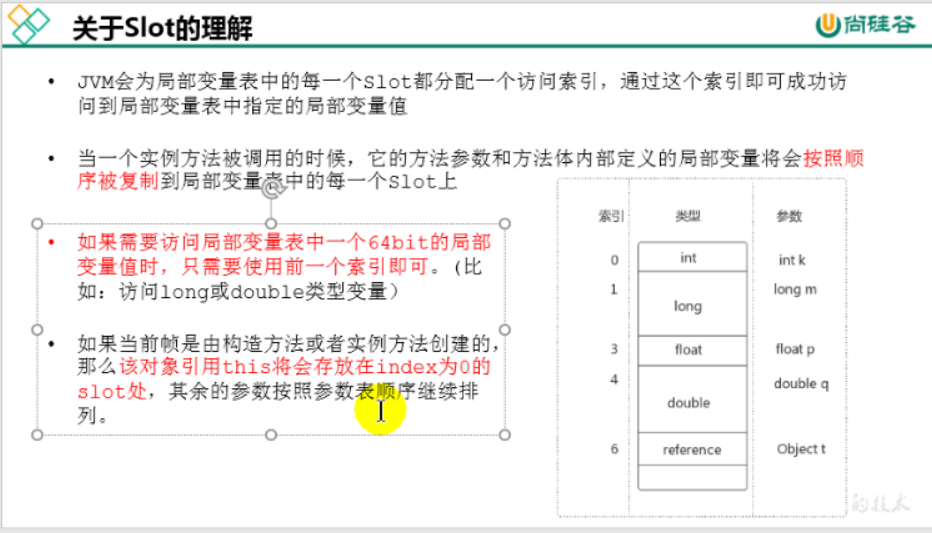 关于Slot的理解
尚硅谷
• JVM会为局部变量表中的每一个Slot都分配一个访问索引，通过这个索引即可成功访
问到局部变量表中指定的局部变量值
• 当一个实例方法被调用的时候，它的方法参数和方法体内部定义的局部变量将会按照顺
序被复制到局部变量表中的每一个Slot上
• 如果需要访问局部变量表中一个64bit的局部
变量值时，只需要使用前一个索引即可。(比
如：访问long或double类型变量）
• 如果当前帧是由构造方法或者实例方法创建的，
那么该对象引用this将会存放在index为0的
slot处，其余的参数按照参数表顺序继续排
列。
索引 类型 参数
0 int int k
1 long long m
3 float float p
4 double double q
6 reference Object t
的技术